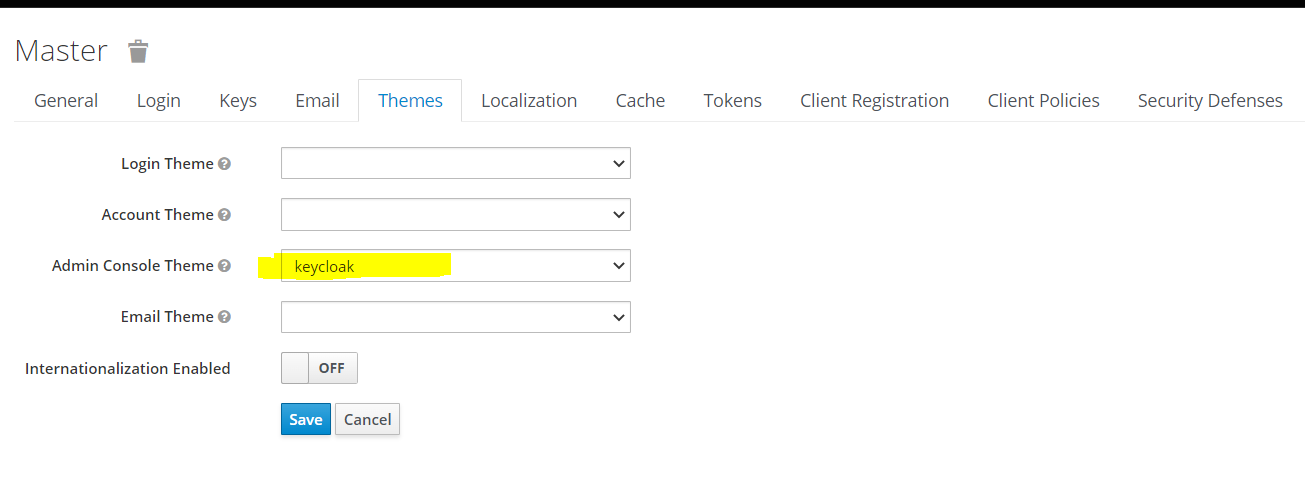 Master
General Login Keys Email Themes Localization Cache Tokens Client Registration Client Policies Security Defenses
Login Theme
Account Theme
Admin Console Theme keycloak
Email Theme
Internationalization Enabled OFF
Save Cancel